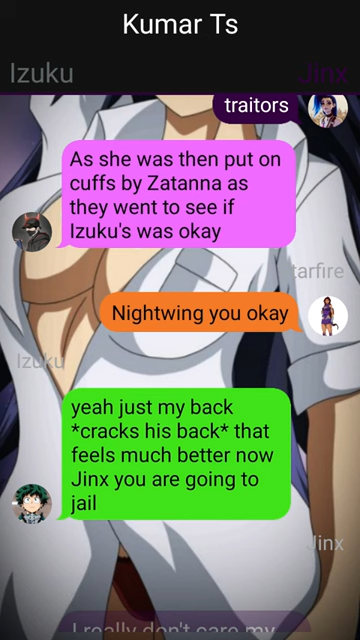 Kumar Ts
Izuku
Jinx
traitors
As she was then put on
cuffs by Zatanna as
they went to see if
Izuku's was okay
tarfire
Nightwing you okay
Izuku
yeah just my back
*cracks his back* that
feels much better now
Jinx you are going to
jail
Jinx
I really don't care my